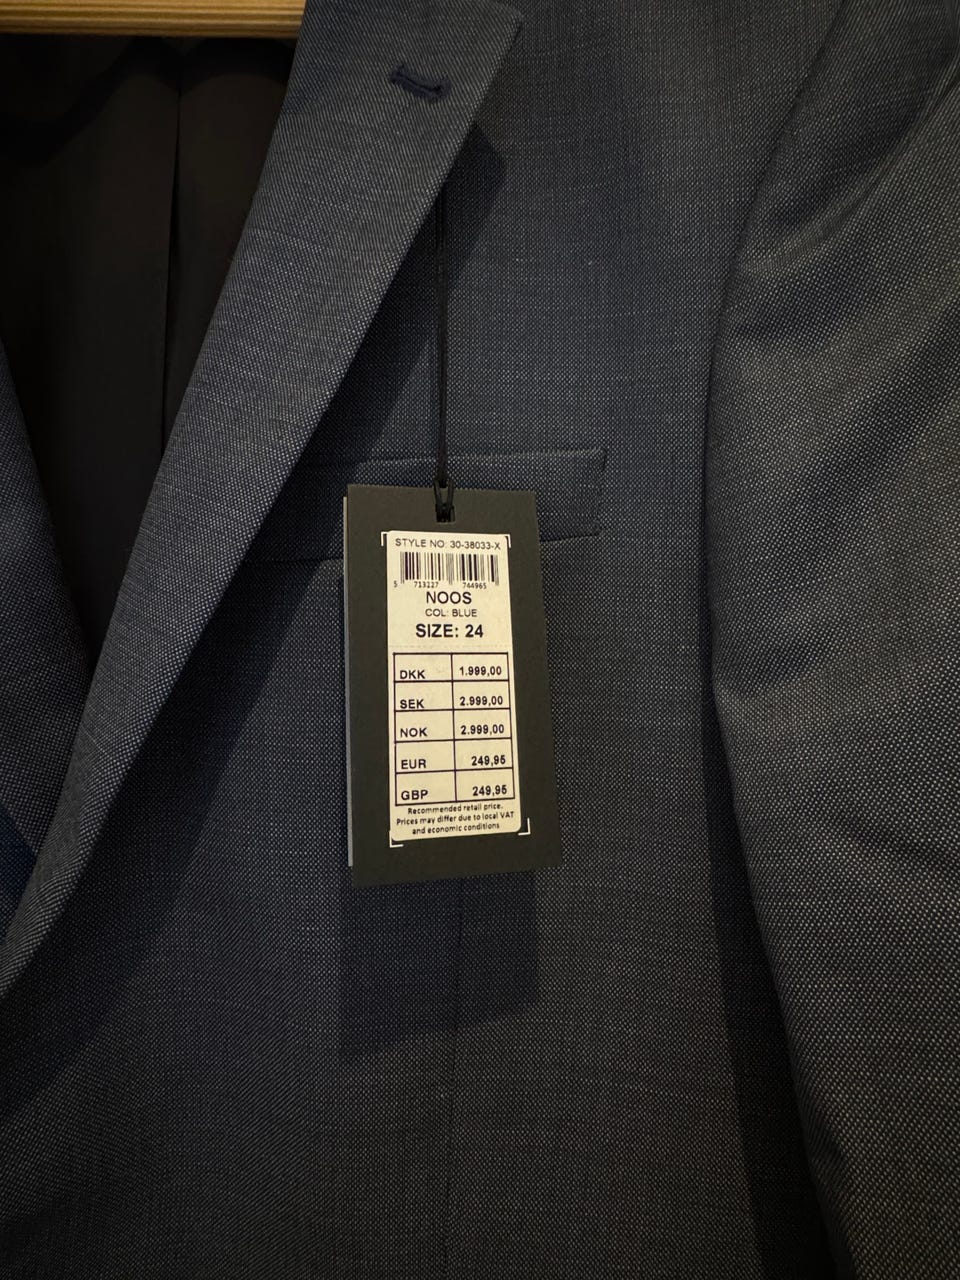 STYLE NO: 30-38033-X
5 713227 744965
NOOS
COL: BLUE
SIZE: 24
DKK 1.999,00
SEK 2.999,00
NOK 2.999,00
EUR 249,95
GBP 249,95
Recommended retail price.
Prices may differ due to local VAT
and economic conditions